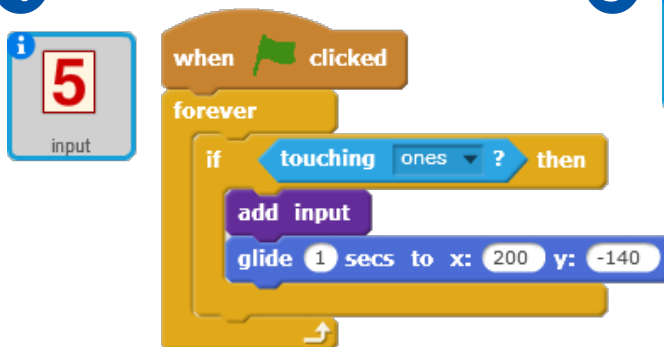 i
5
input
when clicked
forever
if touching ones ? then
add input
glide 1 secs to x: 200 y: -140